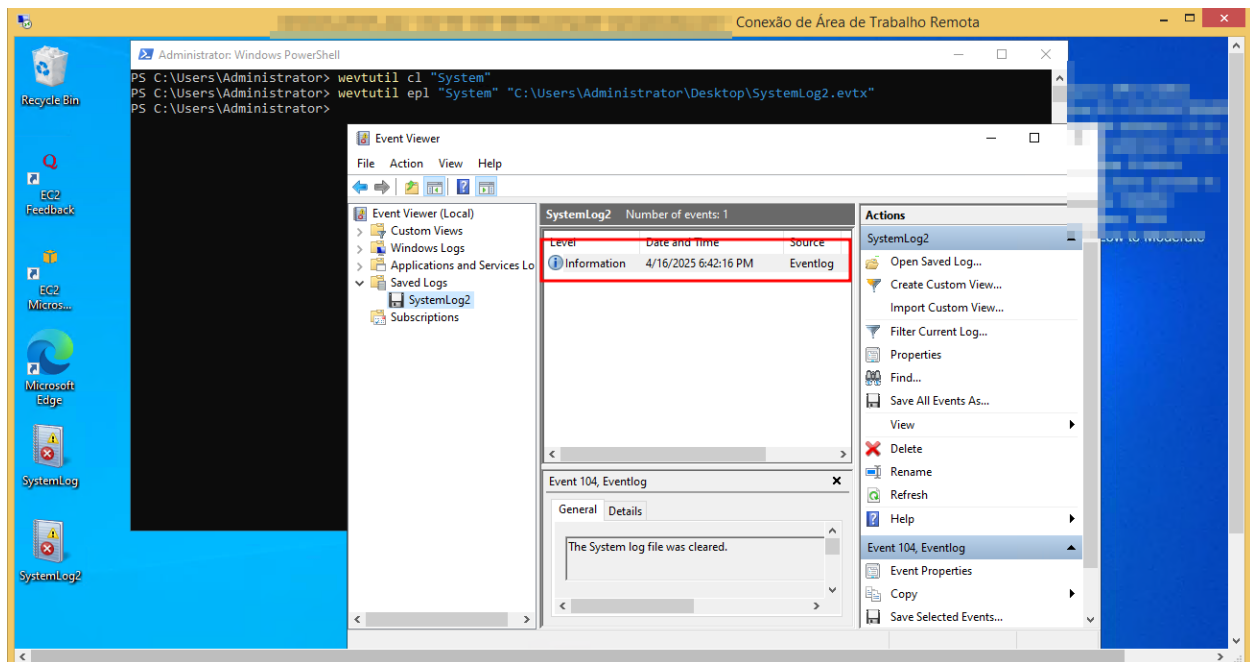 Conexão de Área de Trabalho Remota
Administrator: Windows PowerShell
PS C:\Users\Administrator> wevtutil cl "System"
PS C:\Users\Administrator> wevtutil epl "System" "C:\Users\Administrator\Desktop\SystemLog2.evtx"
PS C:\Users\Administrator>
Recycle Bin
EC2
Feedback
EC2
Micros...
Microsoft
Edge
SystemLog
SystemLog2
Event Viewer
File Action View Help
Event Viewer (Local)
Custom Views
Windows Logs
Applications and Services Lo
Saved Logs
SystemLog2
Subscriptions
SystemLog2 Number of events: 1
Level Date and Time Source
Information 4/16/2025 6:42:16 PM Eventlog
Event 104, Eventlog
General Details
The System log file was cleared.
Actions
SystemLog2
Open Saved Log...
Create Custom View...
Import Custom View...
Filter Current Log...
Properties
Find...
Save All Events As...
View
Delete
Rename
Refresh
Help
Event 104, Eventlog
Event Properties
Copy
Save Selected Events...
to Moderate